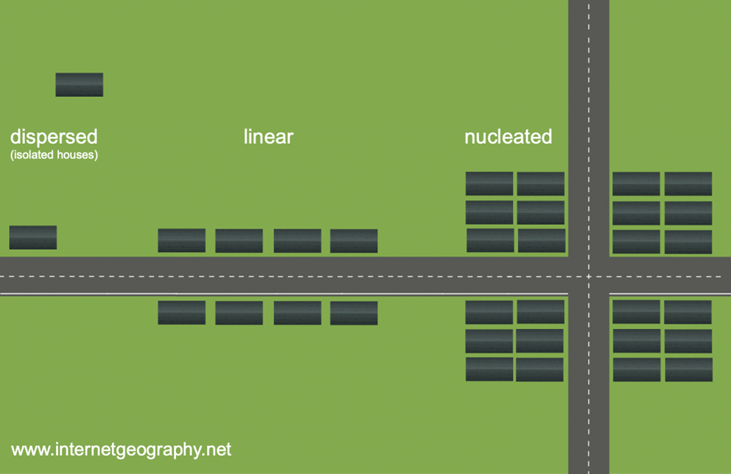 dispersed
(isolated houses)
linear
nucleated
www.internetgeography.net